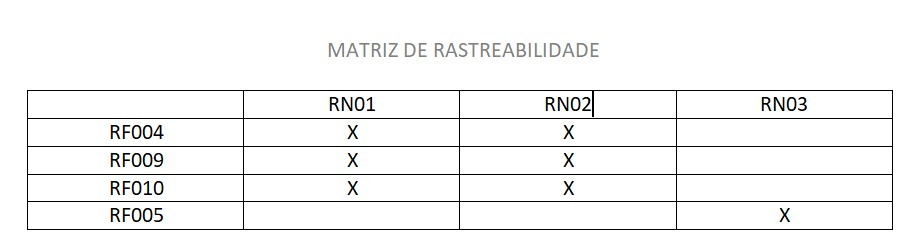 MATRIZ DE RASTREABILIDADE
RN01 RN02 RN03
RF004 X X
RF009 X X
RF010 X X
RF005 X